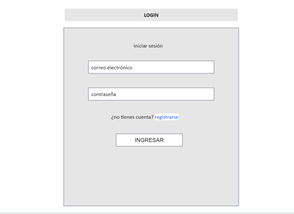 LOGIN
Iniciar sesión
correo electrónico
contraseña
¿no tienes cuenta? registrarse
INGRESAR